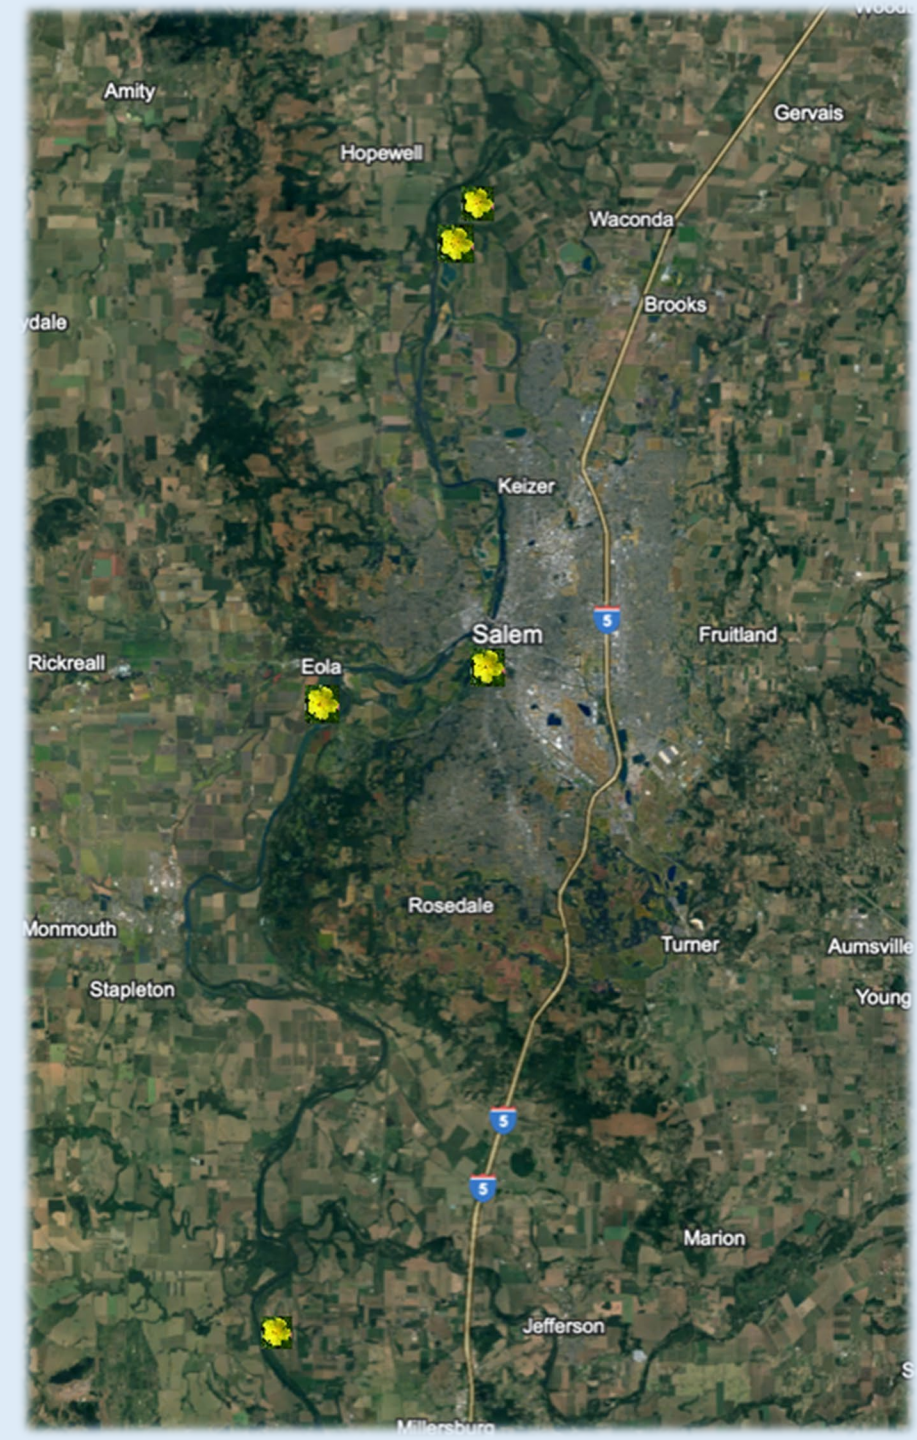 Woodb
Amity
Gervais
Hopewell
Waconda
Brooks
ydale
Keizer
5
Salem
Fruitland
Rickreall
Eola
Rosedale
Monmouth
Turner
Aumsville
Stapleton
Young
5
5
Marion
Jefferson
S
Millersburg